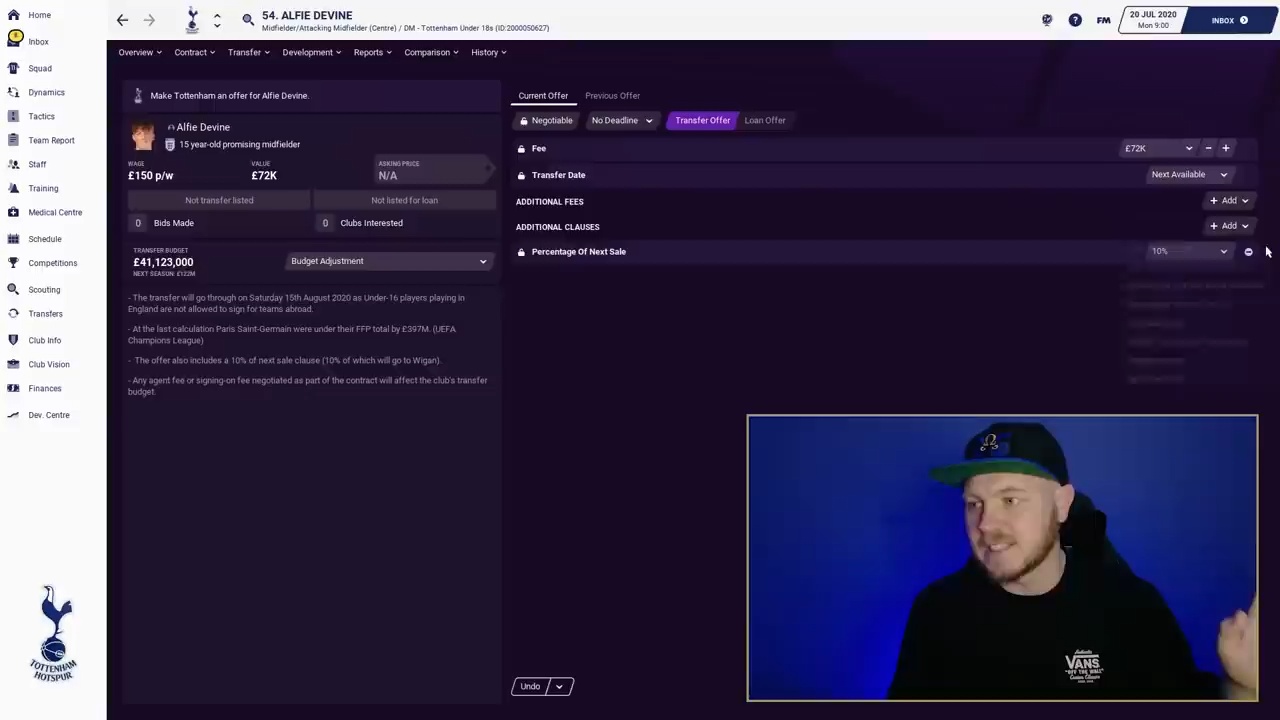 54. ALFIE DEVINE
Midfielder/Attacking Midfielder (Centre) / DM - Tottenham Under 18s (ID:2000050627)
FM
20 JUL 2020
Mon 9:00
INBOX
Home
Inbox
Squad
Dynamics
Tactics
Team Report
Staff
Training
Medical Centre
Schedule
Competitions
Scouting
Transfers
Club Info
Club Vision
Finances
Dev. Centre
TOTTENHAM
HOTSPUR
Overview
Contract
Transfer
Development
Reports
Comparison
History
Make Tottenham an offer for Alfie Devine.
Alfie Devine
15 year-old promising midfielder
WAGE
£150 p/w
VALUE
£72K
ASKING PRICE
N/A
Not transfer listed
Not listed for loan
0 Bids Made
0 Clubs Interested
TRANSFER BUDGET
£41,123,000
NEXT SEASON: £122M
Budget Adjustment
- The transfer will go through on Saturday 15th August 2020 as Under-16 players playing in
England are not allowed to sign for teams abroad.
- At the last calculation Paris Saint-Germain were under their FFP total by £397M. (UEFA
Champions League)
- The offer also includes a 10% of next sale clause (10% of which will go to Wigan).
- Any agent fee or signing-on fee negotiated as part of the contract will affect the club's transfer
budget.
Current Offer
Previous Offer
Negotiable
No Deadline
Transfer Offer
Loan Offer
Fee
£72K
Transfer Date
Next Available
ADDITIONAL FEES
+ Add
ADDITIONAL CLAUSES
+ Add
Percentage Of Next Sale
10%
Undo
VANS
"OFF THE WALL"